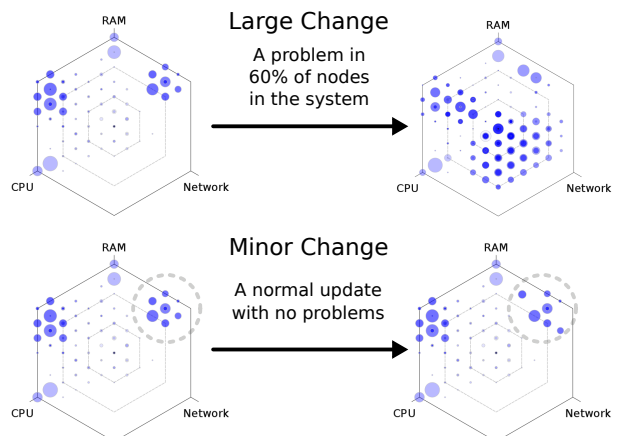 Large Change
RAM
RAM
A problem in
60% of nodes
in the system
CPU
Network
CPU
Network
Minor Change
RAM
RAM
A normal update
with no problems
CPU
Network
CPU
Network